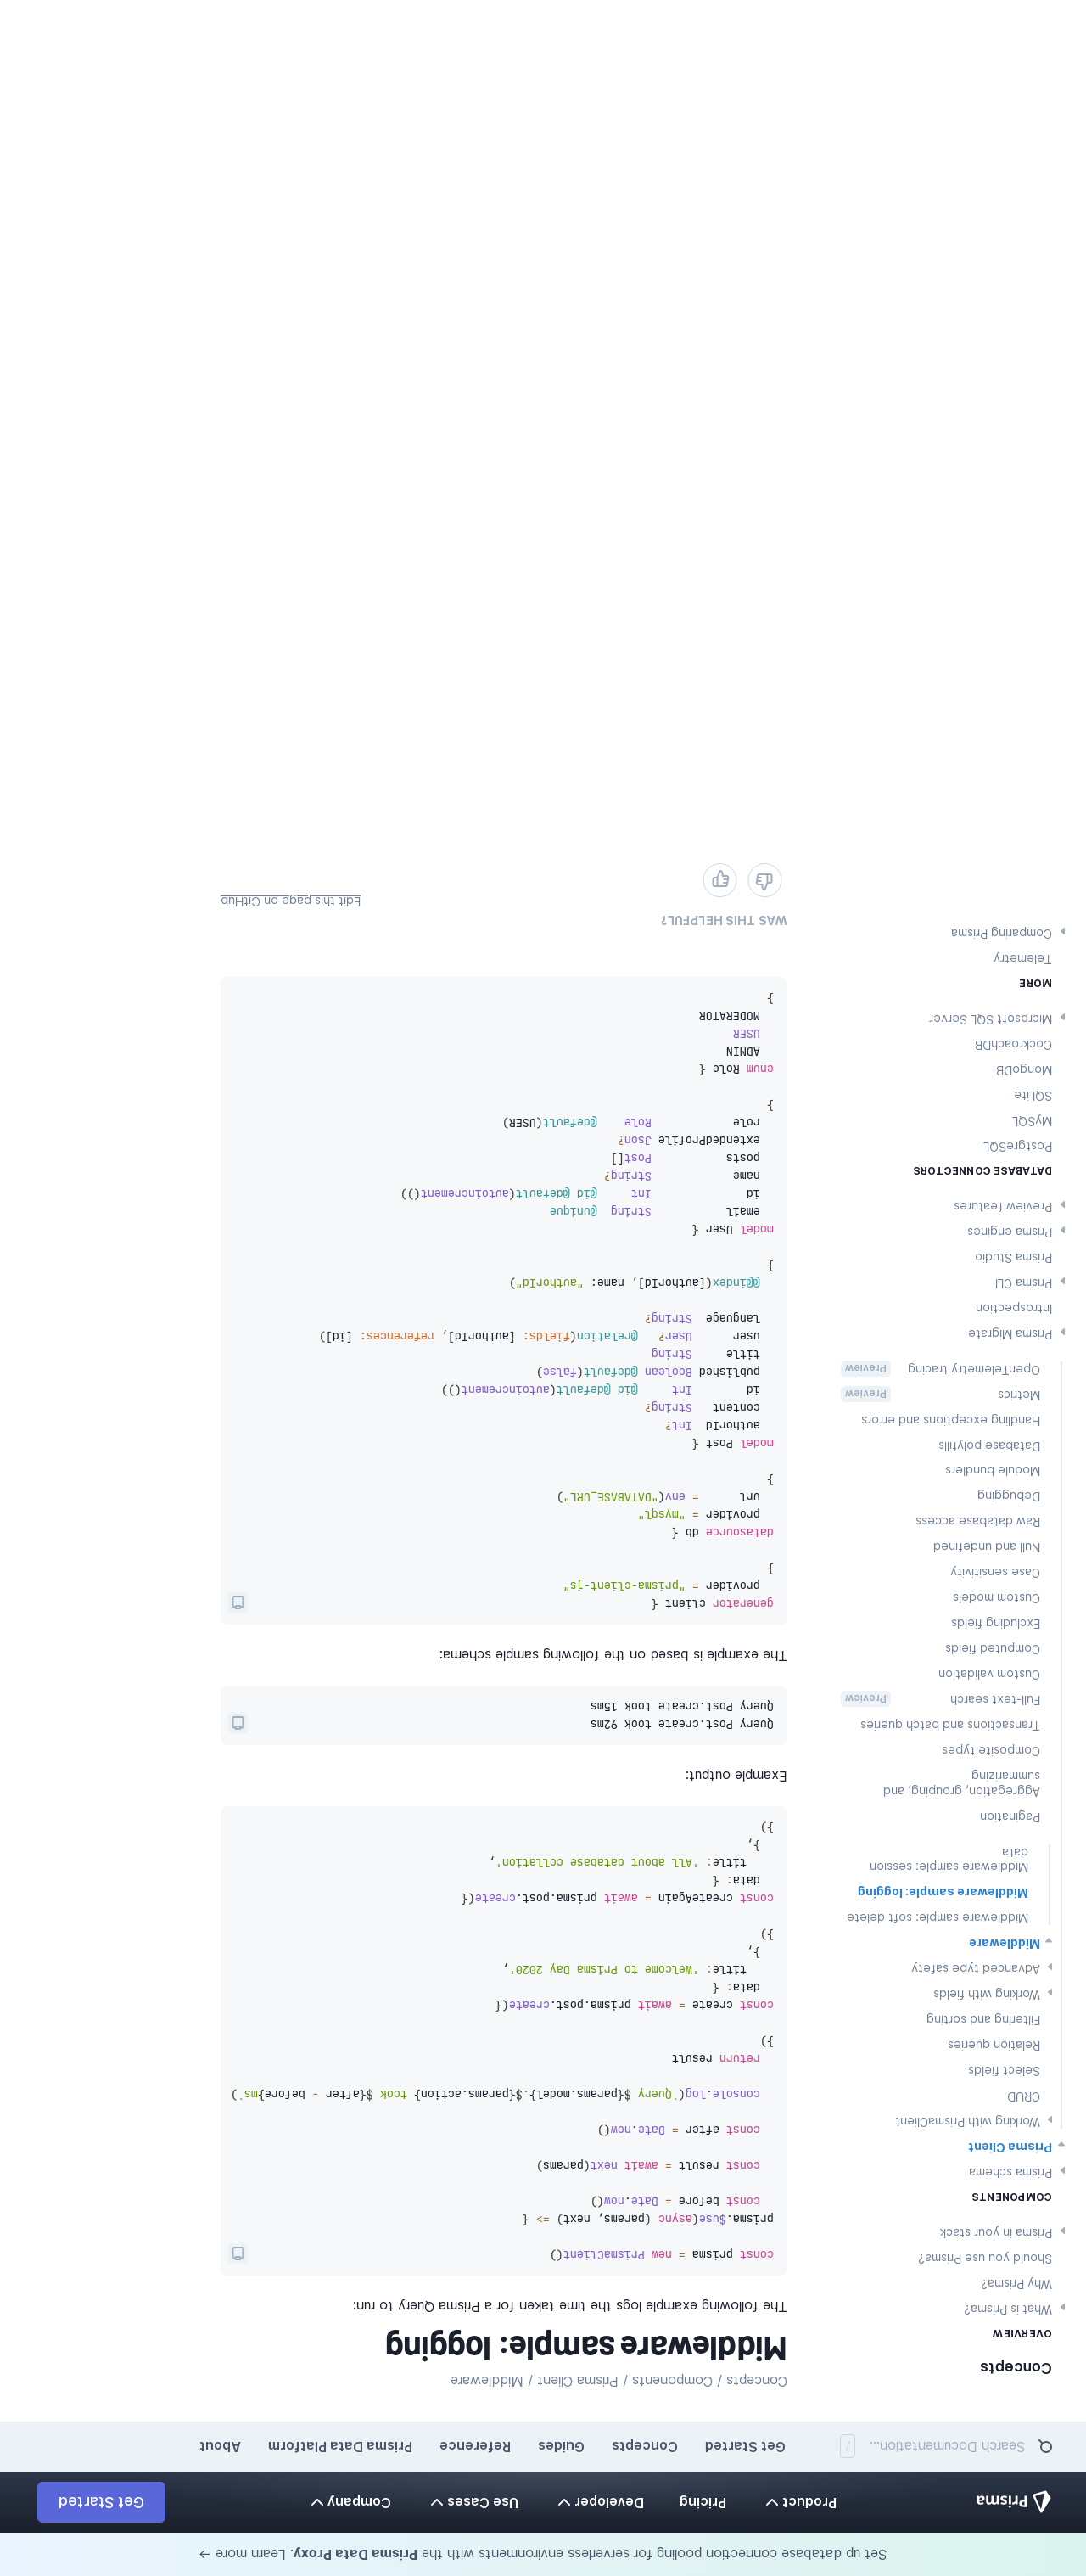 Set up database connection pooling for serverless environments with the Prisma Data Proxy. Learn more →
Prisma
Product
Pricing
Developer
Use Cases
Company
Get Started
Search Documentation...
/
Get Started
Concepts
Guides
Reference
Prisma Data Platform
About
Concepts
OVERVIEW
What is Prisma?
Why Prisma?
Should you use Prisma?
Prisma in your stack
COMPONENTS
Prisma schema
Prisma Client
Working with PrismaClient
CRUD
Select fields
Relation queries
Filtering and sorting
Working with fields
Advanced type safety
Middleware
Middleware sample: soft delete
Middleware sample: logging
Middleware sample: session
data
Pagination
Aggregation, grouping, and
summarizing
Composite types
Transactions and batch queries
Full-text search Preview
Custom validation
Computed fields
Excluding fields
Custom models
Case sensitivity
Null and undefined
Raw database access
Debugging
Module bundlers
Database polyfills
Handling exceptions and errors
Metrics Preview
OpenTelemetry tracing Preview
Prisma Migrate
Introspection
Prisma CLI
Prisma Studio
Prisma engines
Preview features
DATABASE CONNECTORS
PostgreSQL
MySQL
SQLite
MongoDB
CockroachDB
Microsoft SQL Server
MORE
Telemetry
Comparing Prisma
Concepts / Components / Prisma Client / Middleware
Middleware sample: logging
The following example logs the time taken for a Prisma Query to run:
const prisma = new PrismaClient()
prisma.$use(async (params, next) => {
const before = Date.now()
const result = await next(params)
const after = Date.now()
console.log(`Query ${params.model}.${params.action} took ${after - before}ms`)
return result
})
const create = await prisma.post.create({
data: {
title: 'Welcome to Prisma Day 2020',
},
})
const createAgain = await prisma.post.create({
data: {
title: 'All about database collation',
},
})
Example output:
Query Post.create took 92ms
Query Post.create took 15ms
The example is based on the following sample schema:
generator client {
provider = "prisma-client-js"
}
datasource db {
provider = "mysql"
url = env("DATABASE_URL")
}
model Post {
authorId Int?
content String?
id Int @id @default(autoincrement())
published Boolean @default(false)
title String
user User? @relation(fields: [authorId], references: [id])
language String?
@@index([authorId], name: "authorId")
}
model User {
email String @unique
id Int @id @default(autoincrement())
name String?
posts Post[]
extendedProfile Json?
role Role @default(USER)
}
enum Role {
ADMIN
USER
MODERATOR
}
WAS THIS HELPFUL?
Edit this page on GitHub